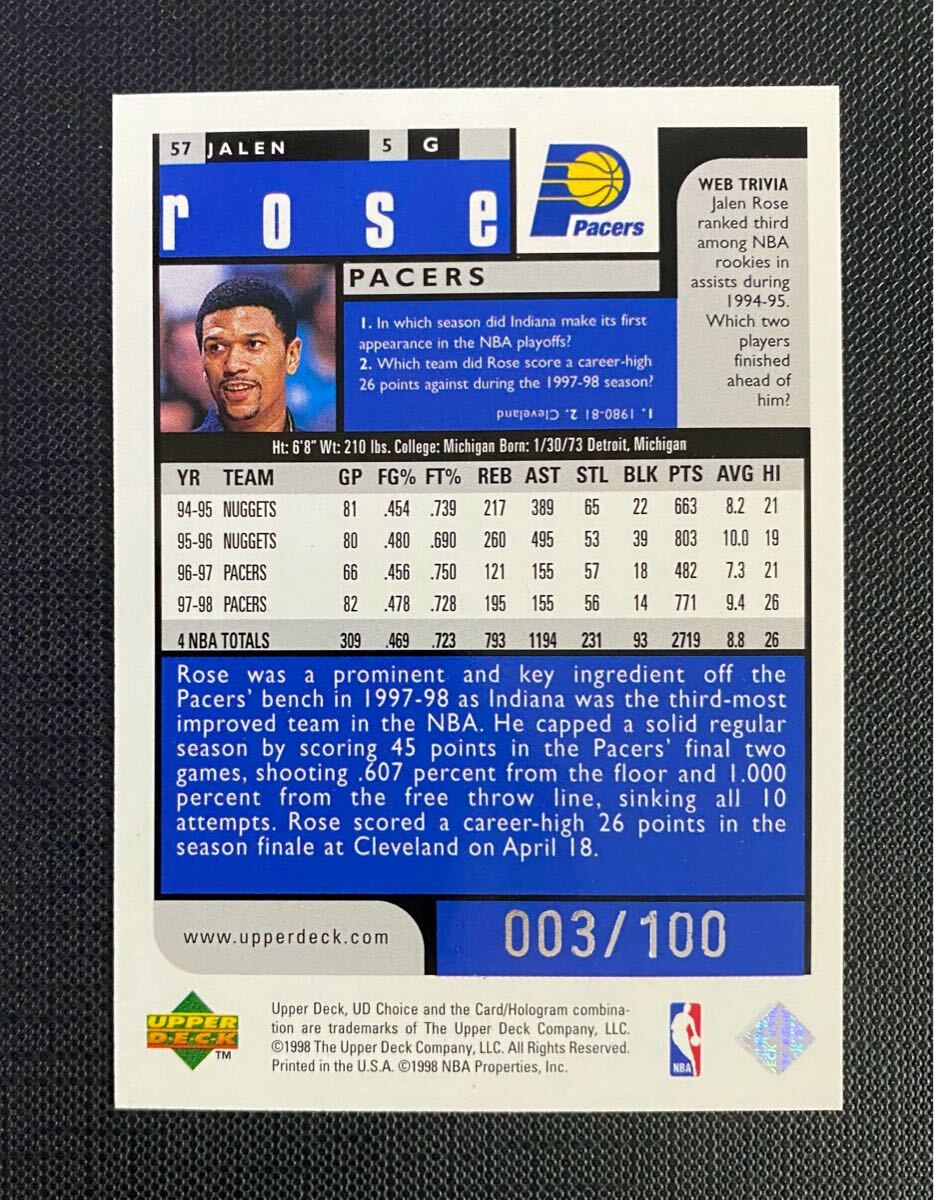 57 JALEN 5 G
rose
Pacers
PACERS
WEB TRIVIA
Jalen Rose
ranked third
among NBA
rookies in
assists during
1994-95.
Which two
players
finished
ahead of
him?
1. In which season did Indiana make its first
appearance in the NBA playoffs?
2. Which team did Rose score a career-high
26 points against during the 1997-98 season?
1. 1980-81 2. Cleveland
Ht: 6'8" Wt: 210 lbs. College: Michigan Born: 1/30/73 Detroit, Michigan
YR TEAM GP FG% FT% REB AST STL BLK PTS AVG HI
94-95 NUGGETS 81 .454 .739 217 389 65 22 663 8.2 21
95-96 NUGGETS 80 .480 .690 260 495 53 39 803 10.0 19
96-97 PACERS 66 .456 .750 121 155 57 18 482 7.3 21
97-98 PACERS 82 .478 .728 195 155 56 14 771 9.4 26
4 NBA TOTALS 309 .469 .723 793 1194 231 93 2719 8.8 26
Rose was a prominent and key ingredient off the
Pacers' bench in 1997-98 as Indiana was the third-most
improved team in the NBA. He capped a solid regular
season by scoring 45 points in the Pacers' final two
games, shooting .607 percent from the floor and 1.000
percent from the free throw line, sinking all 10
attempts. Rose scored a career-high 26 points in the
season finale at Cleveland on April 18.
www.upperdeck.com
003/100
UPPER
DECK
TM
Upper Deck, UD Choice and the Card/Hologram combina-
tion are trademarks of The Upper Deck Company, LLC.
©1998 The Upper Deck Company, LLC. All Rights Reserved.
Printed in the U.S.A. ©1998 NBA Properties, Inc.
NBA